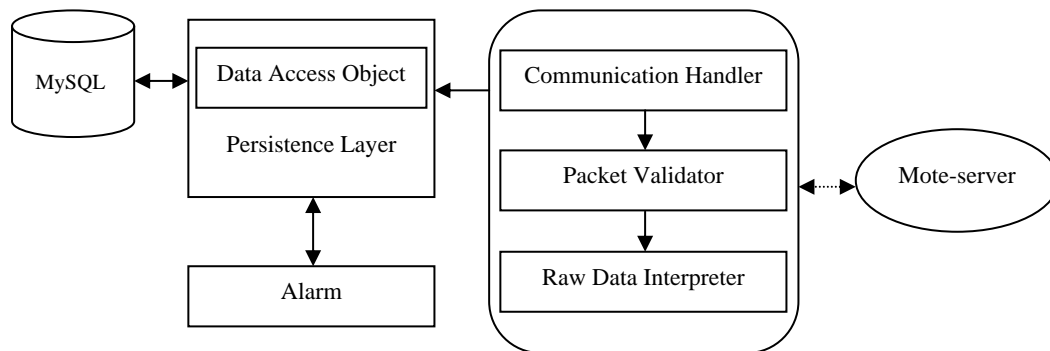 MySQL
Data Access Object
Persistence Layer
Alarm
Communication Handler
Packet Validator
Raw Data Interpreter
Mote-server